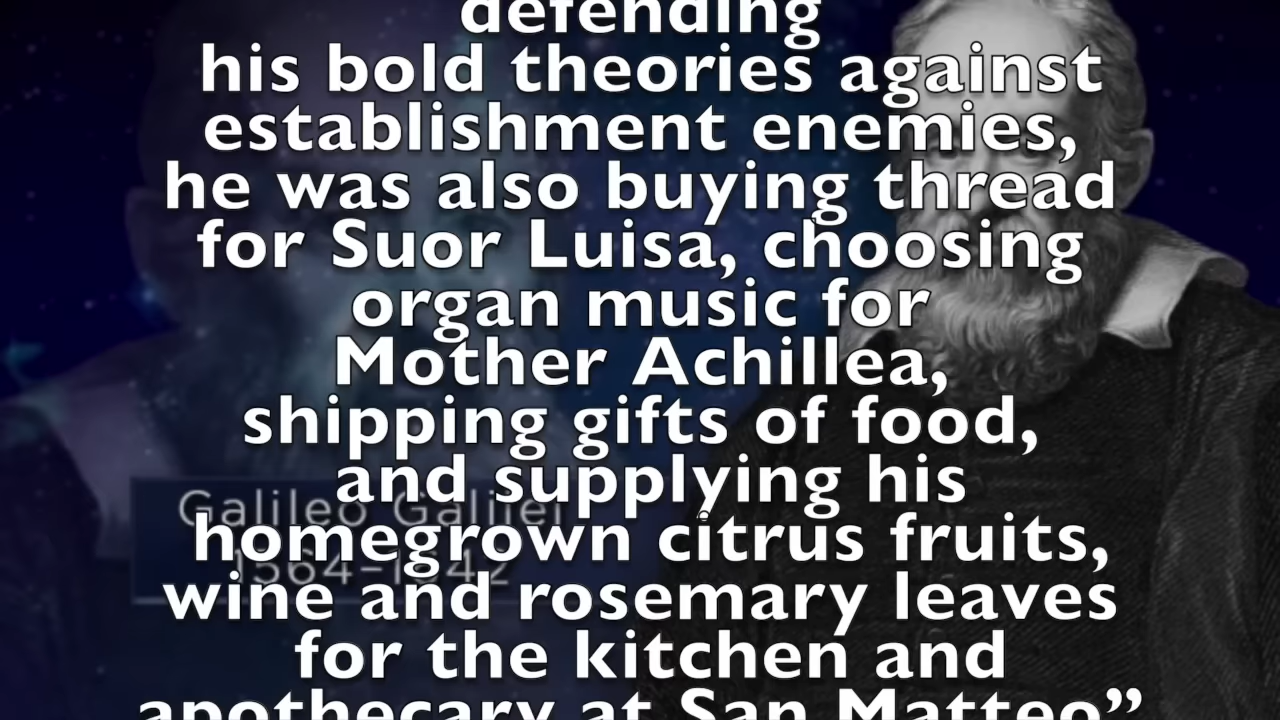 defending
his bold theories against
establishment enemies,
he was also buying thread
for Suor Luisa, choosing
organ music for
Mother Achillea,
shipping gifts of food,
and supplying his
homegrown citrus fruits,
wine and rosemary leaves
for the kitchen and
apothecary at San Matteo”
Galileo Galilei
1564–1642